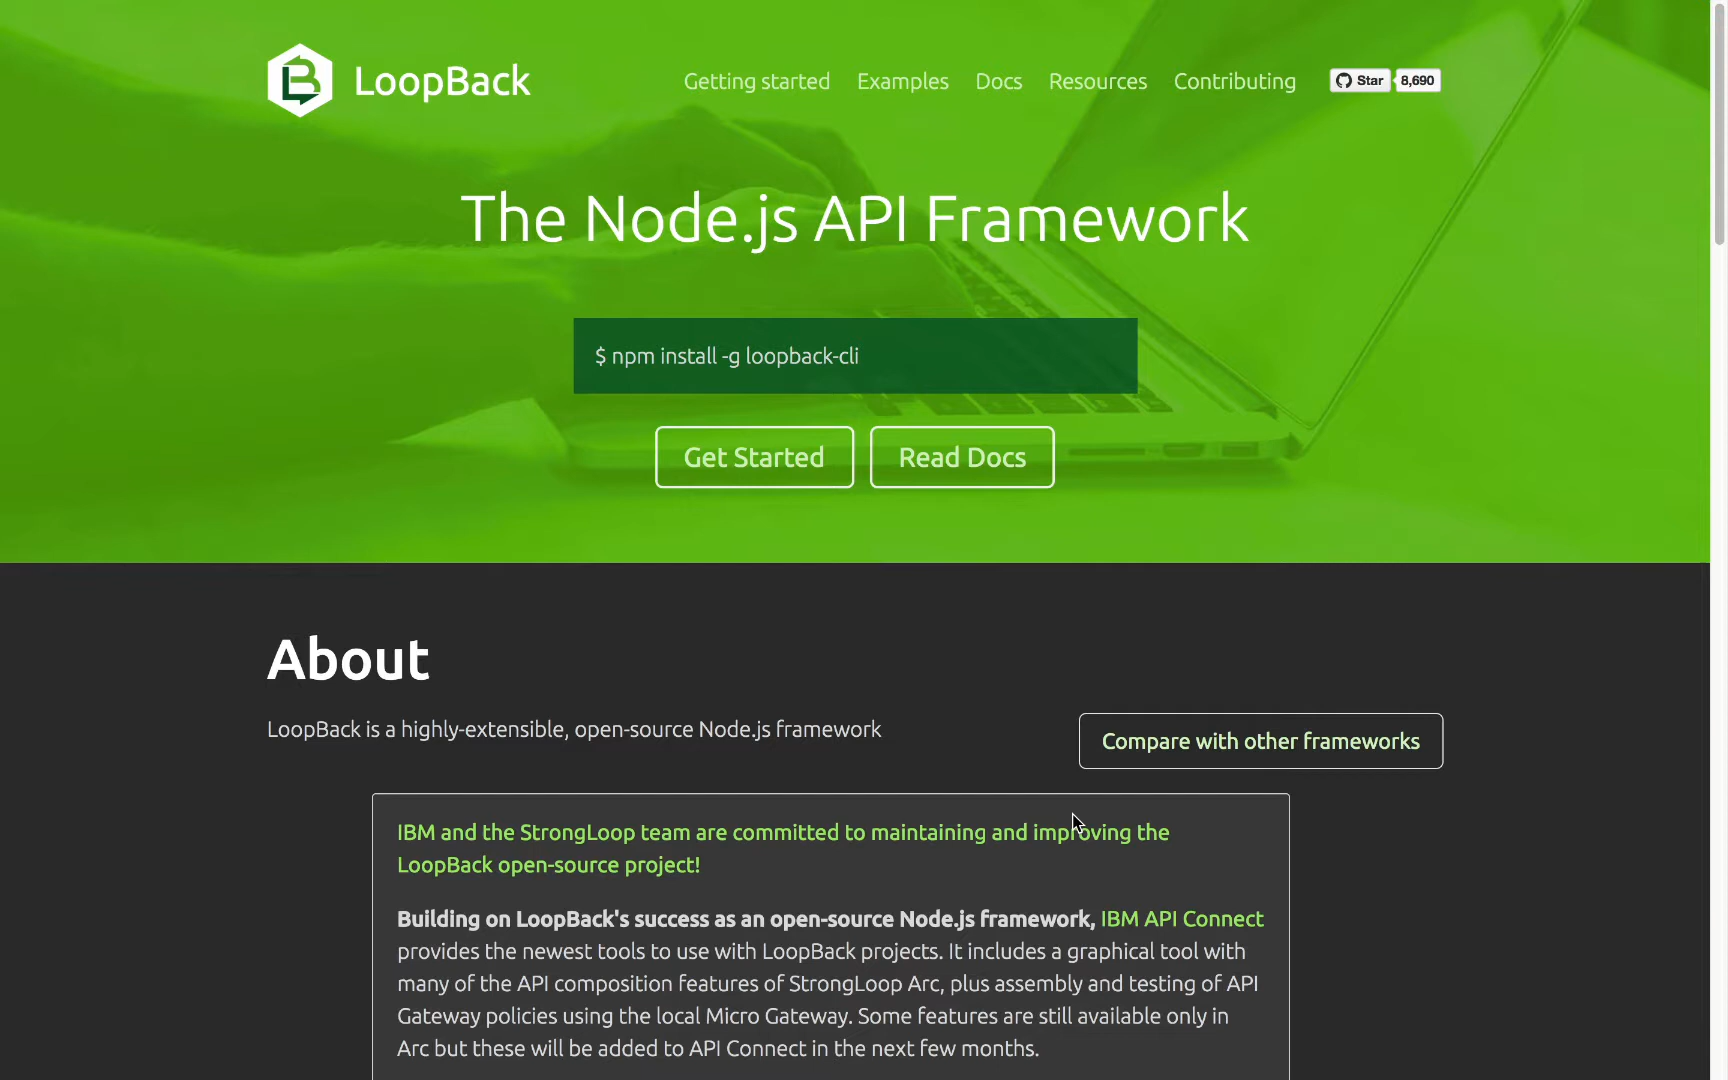 LoopBack
Getting started Examples Docs Resources Contributing Star 8,690
The Node.js API Framework
$ npm install -g loopback-cli
Get Started Read Docs
About
LoopBack is a highly-extensible, open-source Node.js framework
Compare with other frameworks
IBM and the StrongLoop team are committed to maintaining and improving the
LoopBack open-source project!
Building on LoopBack's success as an open-source Node.js framework, IBM API Connect
provides the newest tools to use with LoopBack projects. It includes a graphical tool with
many of the API composition features of StrongLoop Arc, plus assembly and testing of API
Gateway policies using the local Micro Gateway. Some features are still available only in
Arc but these will be added to API Connect in the next few months.